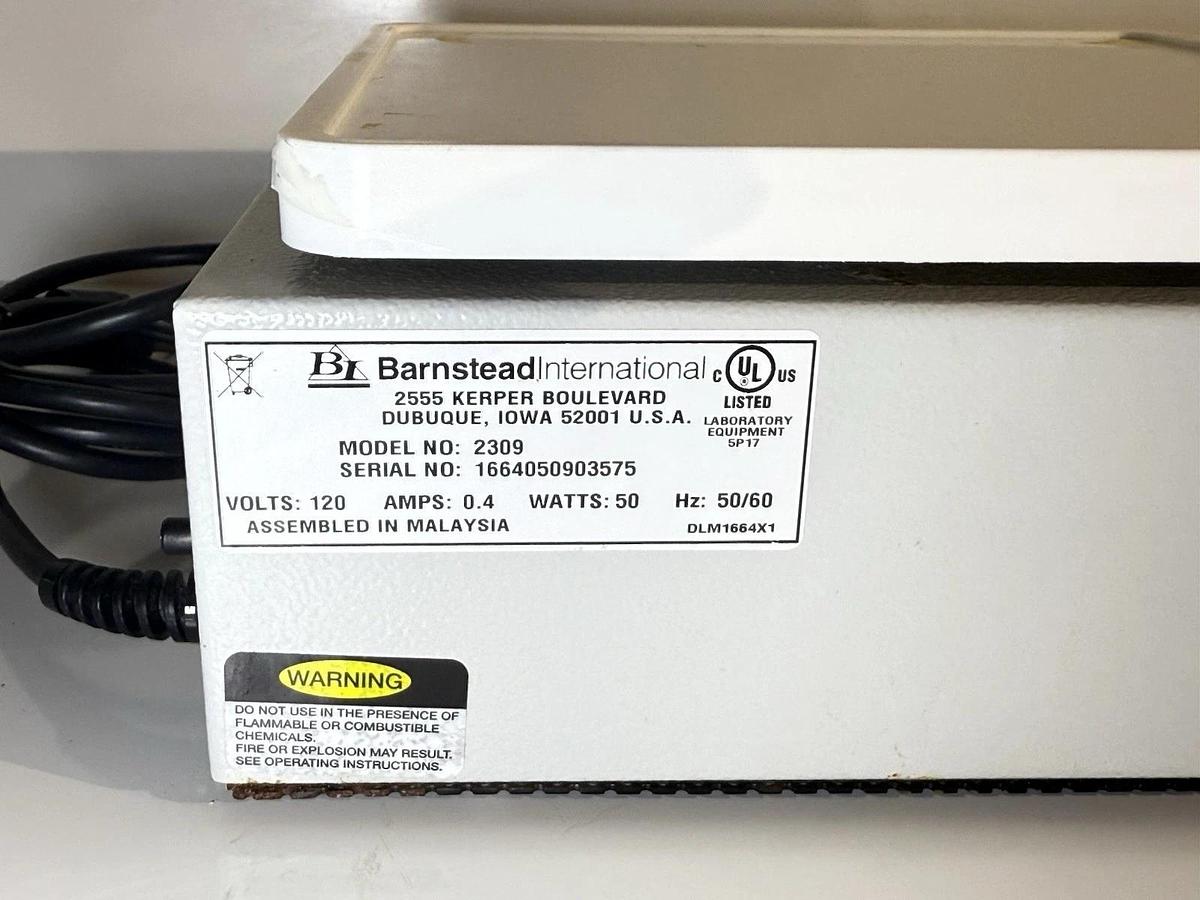 BI BarnsteadInternational
2555 KERPER BOULEVARD
DUBUQUE, IOWA 52001 U.S.A.
C UL US
LISTED
LABORATORY
EQUIPMENT
5P17
MODEL NO: 2309
SERIAL NO: 1664050903575
VOLTS: 120 AMPS: 0.4 WATTS: 50 Hz: 50/60
ASSEMBLED IN MALAYSIA DLM1664X1
WARNING
DO NOT USE IN THE PRESENCE OF
FLAMMABLE OR COMBUSTIBLE
CHEMICALS.
FIRE OR EXPLOSION MAY RESULT.
SEE OPERATING INSTRUCTIONS.